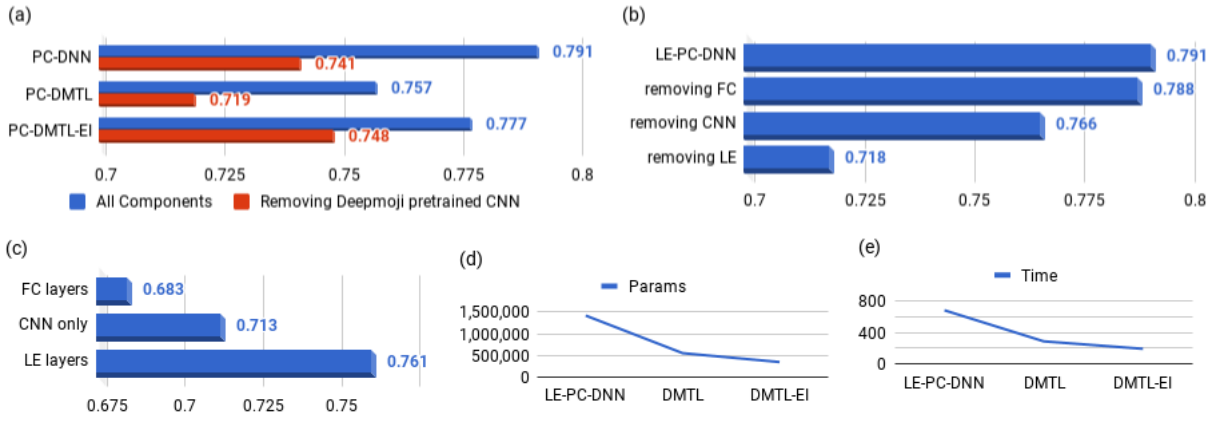 (a)
PC-DNN
0.791
0.741
PC-DMTL
0.757
0.719
PC-DMTL-EI
0.777
0.748
0.7 0.725 0.75 0.775 0.8
All Components Removing Deepmoji pretrained CNN
(b)
LE-PC-DNN 0.791
removing FC 0.788
removing CNN 0.766
removing LE 0.718
0.7 0.725 0.75 0.775 0.8
(c)
FC layers 0.683
CNN only 0.713
LE layers 0.761
0.675 0.7 0.725 0.75
(d)
Params
1,500,000
1,000,000
500,000
0
LE-PC-DNN DMTL DMTL-EI
(e)
Time
800
400
0
LE-PC-DNN DMTL DMTL-EI